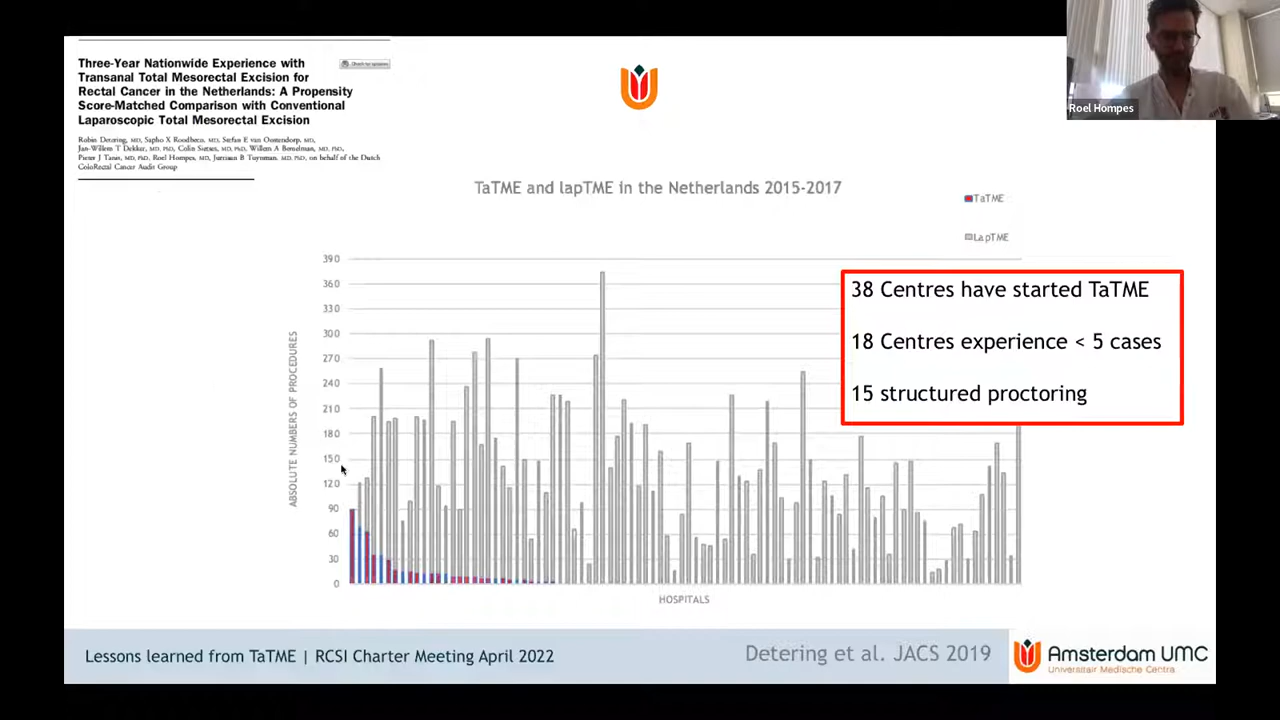 Three-Year Nationwide Experience with
Transanal Total Mesorectal Excision for
Rectal Cancer in the Netherlands: A Propensity
Score-Matched Comparison with Conventional
Laparoscopic Total Mesorectal Excision
Check for updates
Robin Detering, MD, Sapho X Roodbeen, MD, Stefan E van Oostendorp, MD,
Jan-Willem T Dekker, MD, PhD, Colin Sietses, MD, PhD, Willem A Bemelman, MD, PhD,
Pieter J Tanis, MD, PhD, Roel Hompes, MD, Jurriaan B Tuynman, MD, PhD, on behalf of the Dutch
ColoRectal Cancer Audit Group
Roel Hompes
TaTME and lapTME in the Netherlands 2015-2017
TaTME
LapTME
390
360
330
300
270
240
210
180
150
120
90
60
30
0
ABSOLUTE NUMBERS OF PROCEDURES
HOSPITALS
38 Centres have started TaTME
18 Centres experience < 5 cases
15 structured proctoring
Lessons learned from TaTME | RCSI Charter Meeting April 2022
Detering et al. JACS 2019
Amsterdam UMC
Universitair Medische Centra